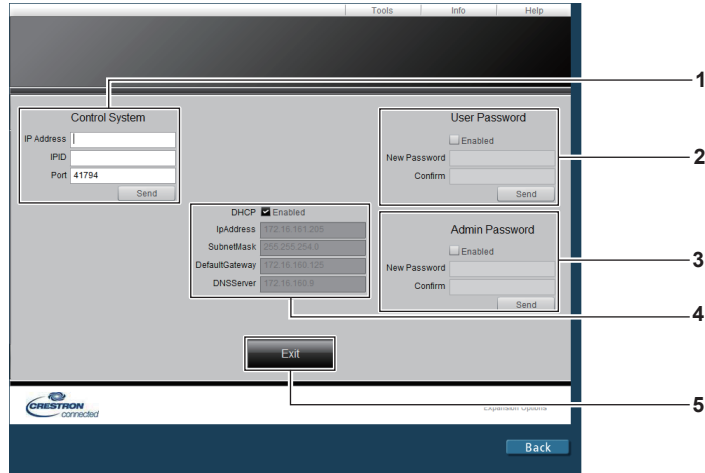 Tools Info Help
1
Control System
IP Address
IPID
Port 41794
Send
User Password
Enabled
New Password
Confirm
Send
2
DHCP Enabled
IpAddress 172.16.161.205
SubnetMask 255.255.254.0
DefaultGateway 172.16.160.125
DNSServer 172.16.160.9
Admin Password
Enabled
New Password
Confirm
Send
3
4
Exit
5
CRESTRON
connected
Expansion Options
Back